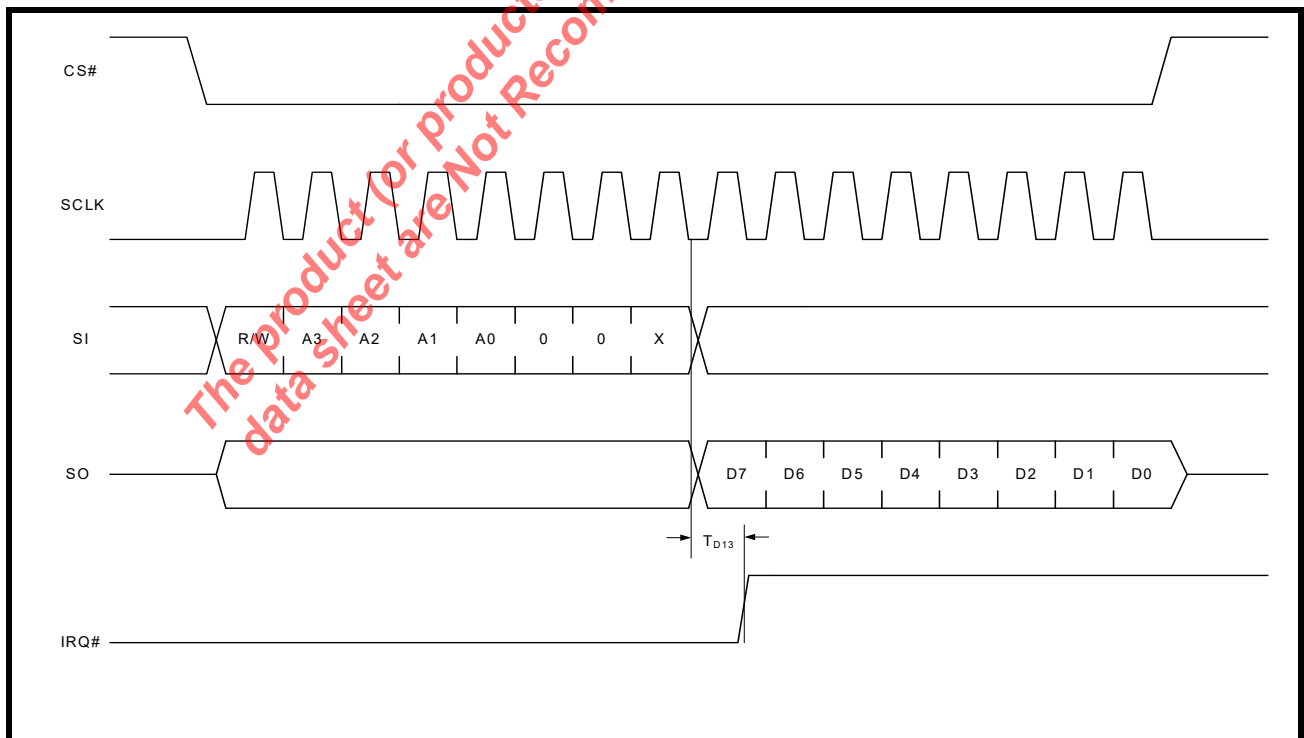 The product (or product
data sheet are Not Recom
CS#
SCLK
SI
R/W A3 A2 A1 A0 0 0 X
SO
D7 D6 D5 D4 D3 D2 D1 D0
TD13
IRQ#